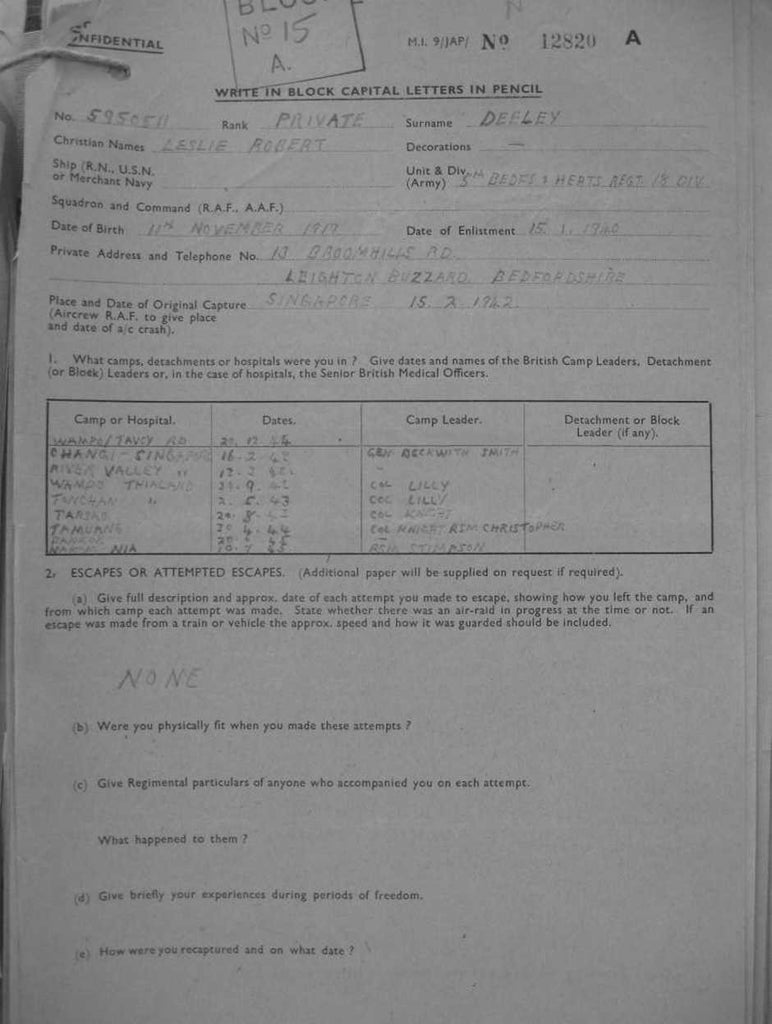 CONFIDENTIAL
BLOCK
No 15
A.
M.I. 9/JAP/ No 12820 A
WRITE IN BLOCK CAPITAL LETTERS IN PENCIL
No. 5950511 Rank PRIVATE Surname DEELEY
Christian Names LESLIE ROBERT Decorations —
Ship (R.N., U.S.N. or Merchant Navy
Unit & Div. (Army) 5TH BEDFS & HERTS REGT. 18 DIV
Squadron and Command (R.A.F., A.A.F.)
Date of Birth 11TH NOVEMBER 1919 Date of Enlistment 15. 1. 1940
Private Address and Telephone No. 13 BROOMHILLS RD
LEIGHTON BUZZARD. BEDFORDSHIRE
Place and Date of Original Capture SINGAPORE 15. 2. 1942
(Aircrew R.A.F. to give place
and date of a/c crash).
1. What camps, detachments or hospitals were you in ? Give dates and names of the British Camp Leaders, Detachment
(or Block) Leaders or, in the case of hospitals, the Senior British Medical Officers.
Camp or Hospital. Dates. Camp Leader. Detachment or Block
Leader (if any).
WAMPO/TAVOY RD 12. 44
CHANGI - SINGAPORE 16. 2. 42 GEN BECKWITH SMITH
RIVER VALLEY "
WAMPO THIALAND 9. 42 COL LILLY
TONCHAN " 2. 5. 43 COL LILLY
TARSAO 8. 43 COL KNIGHT
TAMUANG 4. 44 COL KNIGHT RSM CHRISTOPHER
NIA RSM STIMPSON
2. ESCAPES OR ATTEMPTED ESCAPES. (Additional paper will be supplied on request if required).
(a) Give full description and approx. date of each attempt you made to escape, showing how you left the camp, and
from which camp each attempt was made. State whether there was an air-raid in progress at the time or not. If an
escape was made from a train or vehicle the approx. speed and how it was guarded should be included.
NONE
(b) Were you physically fit when you made these attempts ?
(c) Give Regimental particulars of anyone who accompanied you on each attempt.
What happened to them ?
(d) Give briefly your experiences during periods of freedom.
(e) How were you recaptured and on what date ?